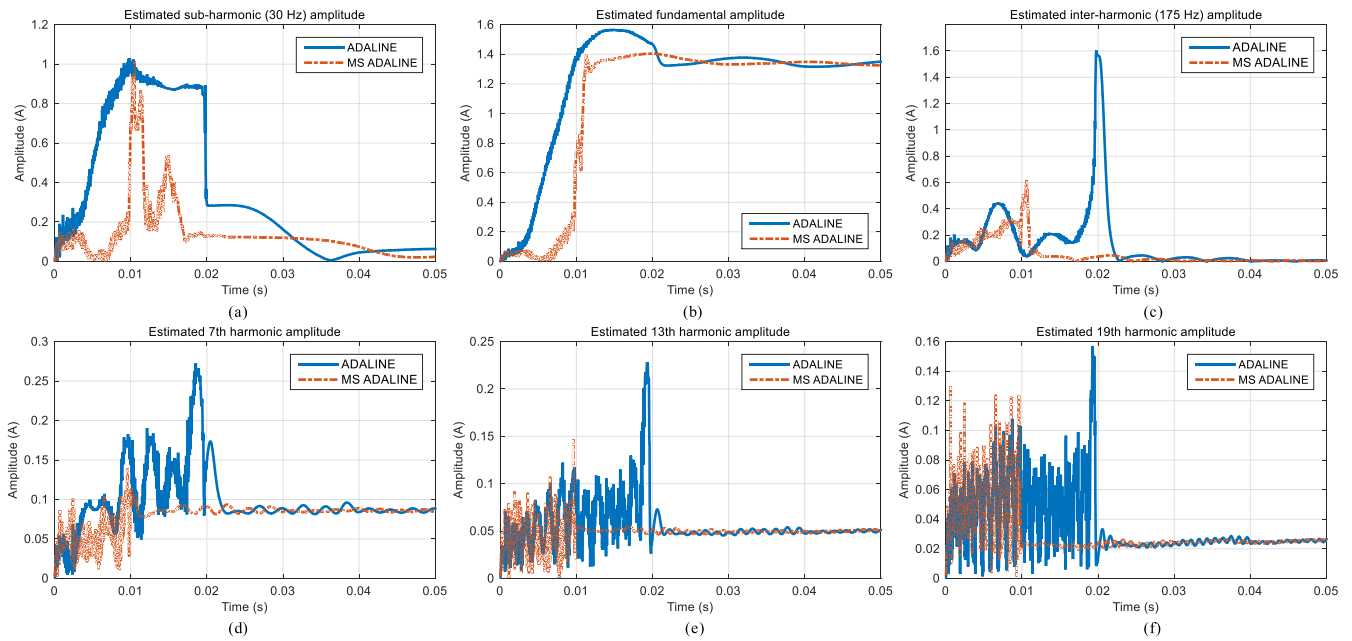 Estimated sub-harmonic (30 Hz) amplitude
1.2
1
0.8
0.6
0.4
0.2
0
Amplitude (A)
ADALINE
MS ADALINE
0 0.01 0.02 0.03 0.04 0.05
Time (s)
(a)
Estimated fundamental amplitude
1.6
1.4
1.2
1
0.8
0.6
0.4
0.2
0
Amplitude (A)
ADALINE
MS ADALINE
0 0.01 0.02 0.03 0.04 0.05
Time (s)
(b)
Estimated inter-harmonic (175 Hz) amplitude
1.6
1.4
1.2
1
0.8
0.6
0.4
0.2
0
Amplitude (A)
ADALINE
MS ADALINE
0 0.01 0.02 0.03 0.04 0.05
Time (s)
(c)
Estimated 7th harmonic amplitude
0.3
0.25
0.2
0.15
0.1
0.05
0
Amplitude (A)
ADALINE
MS ADALINE
0 0.01 0.02 0.03 0.04 0.05
Time (s)
(d)
Estimated 13th harmonic amplitude
0.25
0.2
0.15
0.1
0.05
0
Amplitude (A)
ADALINE
MS ADALINE
0 0.01 0.02 0.03 0.04 0.05
Time (s)
(e)
Estimated 19th harmonic amplitude
0.16
0.14
0.12
0.1
0.08
0.06
0.04
0.02
0
Amplitude (A)
ADALINE
MS ADALINE
0 0.01 0.02 0.03 0.04 0.05
Time (s)
(f)